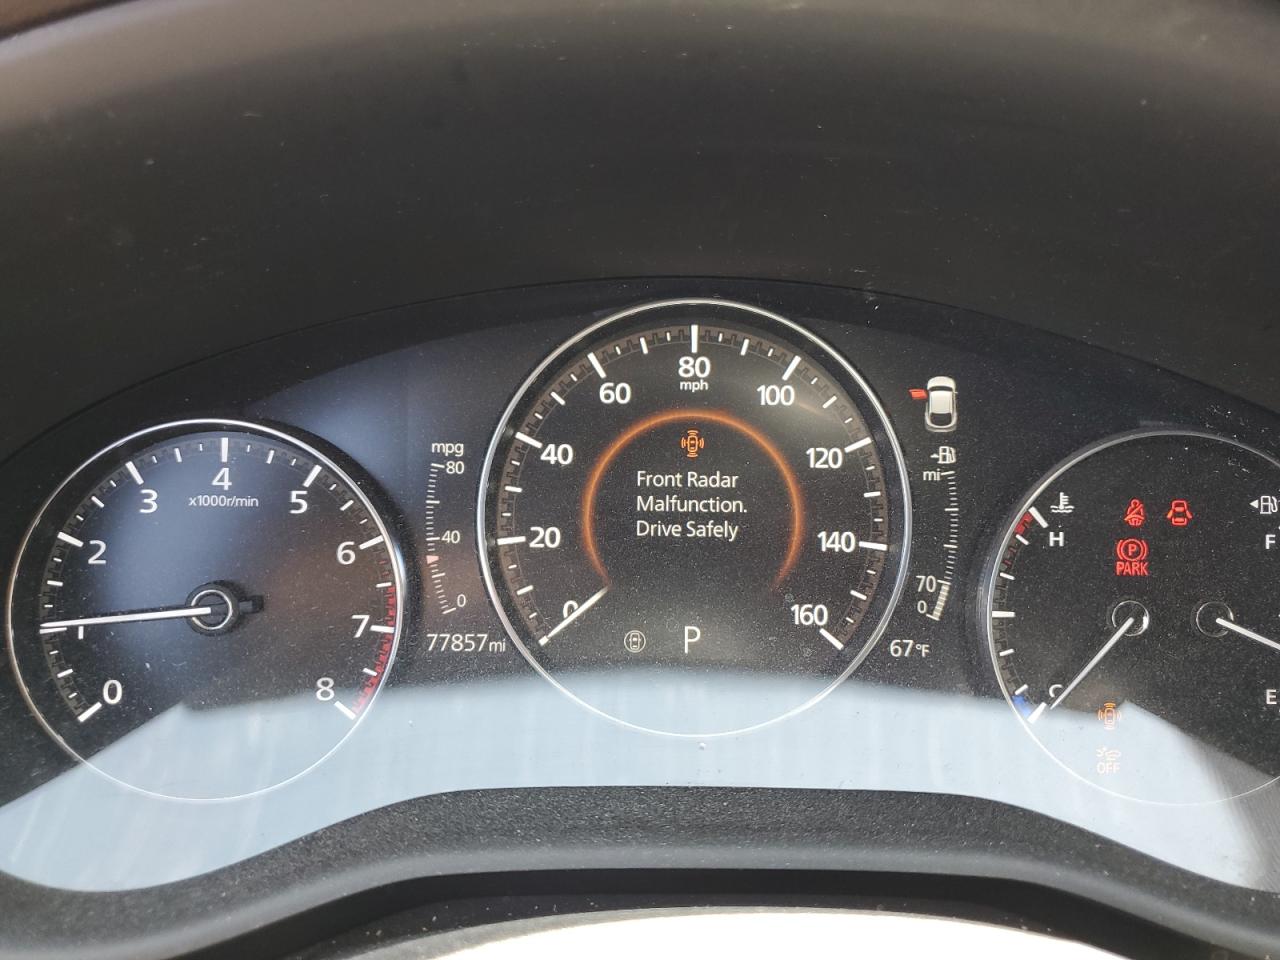 0
1
2
3
4
5
6
7
8
x1000r/min
mpg
80
40
0
77857mi
0
20
40
60
80
mph
100
120
140
160
Front Radar
Malfunction.
Drive Safely
P
mi
70
0
67°F
H
C
P
PARK
OFF
F
E